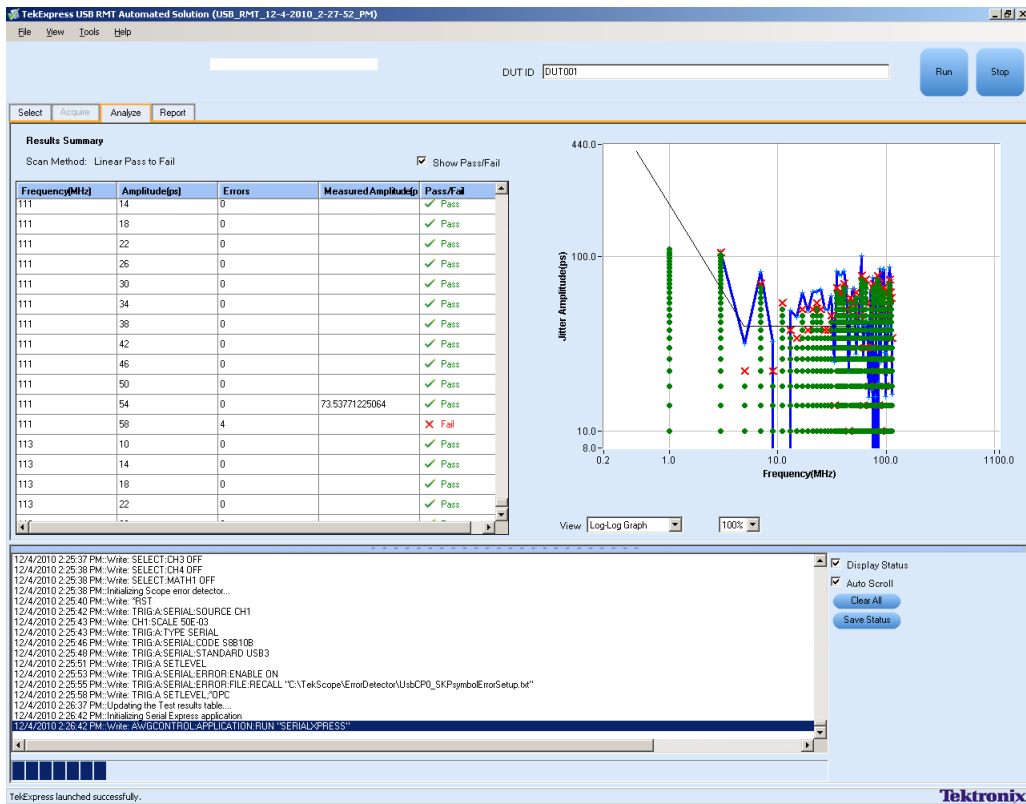 TekExpress USB RMT Automated Solution (USB_RMT_12-4-2010_2-27-52_PM)
File View Tools Help
DUT ID DUT001
Run Stop
Select Acquire Analyze Report
Results Summary
Scan Method: Linear Pass to Fail
Show Pass/Fail
Frequency(MHz) Amplitude(ps) Errors Measured Amplitude(p Pass/Fail
111 14 0 Pass
111 18 0 Pass
111 22 0 Pass
111 26 0 Pass
111 30 0 Pass
111 34 0 Pass
111 38 0 Pass
111 42 0 Pass
111 46 0 Pass
111 50 0 Pass
111 54 0 73.53771225064 Pass
111 58 4 Fail
113 10 0 Pass
113 14 0 Pass
113 18 0 Pass
113 22 0 Pass
440.0
100.0
10.0
8.0
Jitter Amplitude(ps)
0.2 1.0 10.0 100.0 1100.0
Frequency(MHz)
View Log-Log Graph 100%
12/4/2010 2:25:37 PM::Write: SELECT:CH3 OFF
12/4/2010 2:25:38 PM::Write: SELECT:CH4 OFF
12/4/2010 2:25:38 PM::Write: SELECT:MATH1 OFF
12/4/2010 2:25:38 PM::Initializing Scope error detector...
12/4/2010 2:25:40 PM::Write: *RST
12/4/2010 2:25:42 PM::Write: TRIG:A:SERIAL:SOURCE CH1
12/4/2010 2:25:43 PM::Write: CH1:SCALE 50E-03
12/4/2010 2:25:43 PM::Write: TRIG:A:TYPE SERIAL
12/4/2010 2:25:46 PM::Write: TRIG:A:SERIAL:CODE S8B10B
12/4/2010 2:25:48 PM::Write: TRIG:A:SERIAL:STANDARD USB3
12/4/2010 2:25:51 PM::Write: TRIG:A SETLEVEL
12/4/2010 2:25:53 PM::Write: TRIG:A:SERIAL:ERROR:ENABLE ON
12/4/2010 2:25:55 PM::Write: TRIG:A:SERIAL:ERROR:FILE:RECALL "C:\TekScope\ErrorDetector\UsbCP0_SKPsymbolErrorSetup.txt"
12/4/2010 2:25:58 PM::Write: TRIG:A SETLEVEL;*OPC
12/4/2010 2:26:37 PM::Updating the Test results table....
12/4/2010 2:26:42 PM::Initializing Serial Express application
12/4/2010 2:26:42 PM::Write: AWGCONTROL:APPLICATION:RUN "SERIALXPRESS"
Display Status
Auto Scroll
Clear All
Save Status
TekExpress launched successfully.
Tektronix